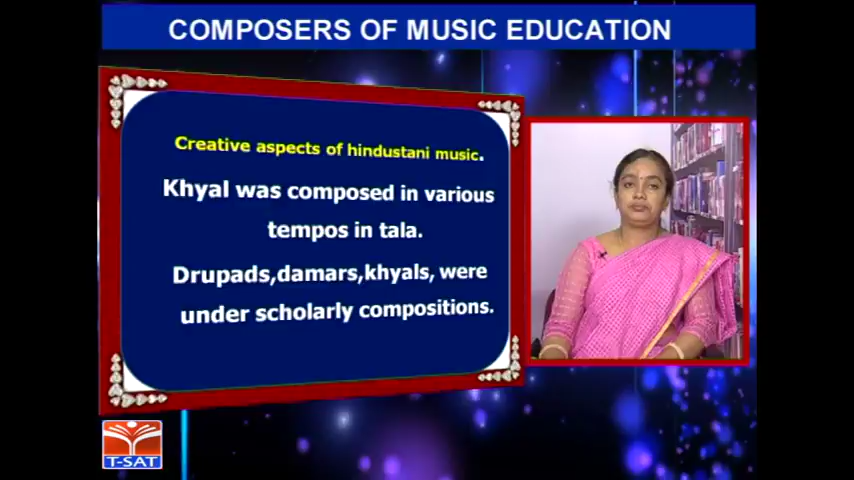 COMPOSERS OF MUSIC EDUCATION
Creative aspects of hindustani music.
Khyal was composed in various
tempos in tala.
Drupads,damars,khyals, were
under scholarly compositions.
T-SAT